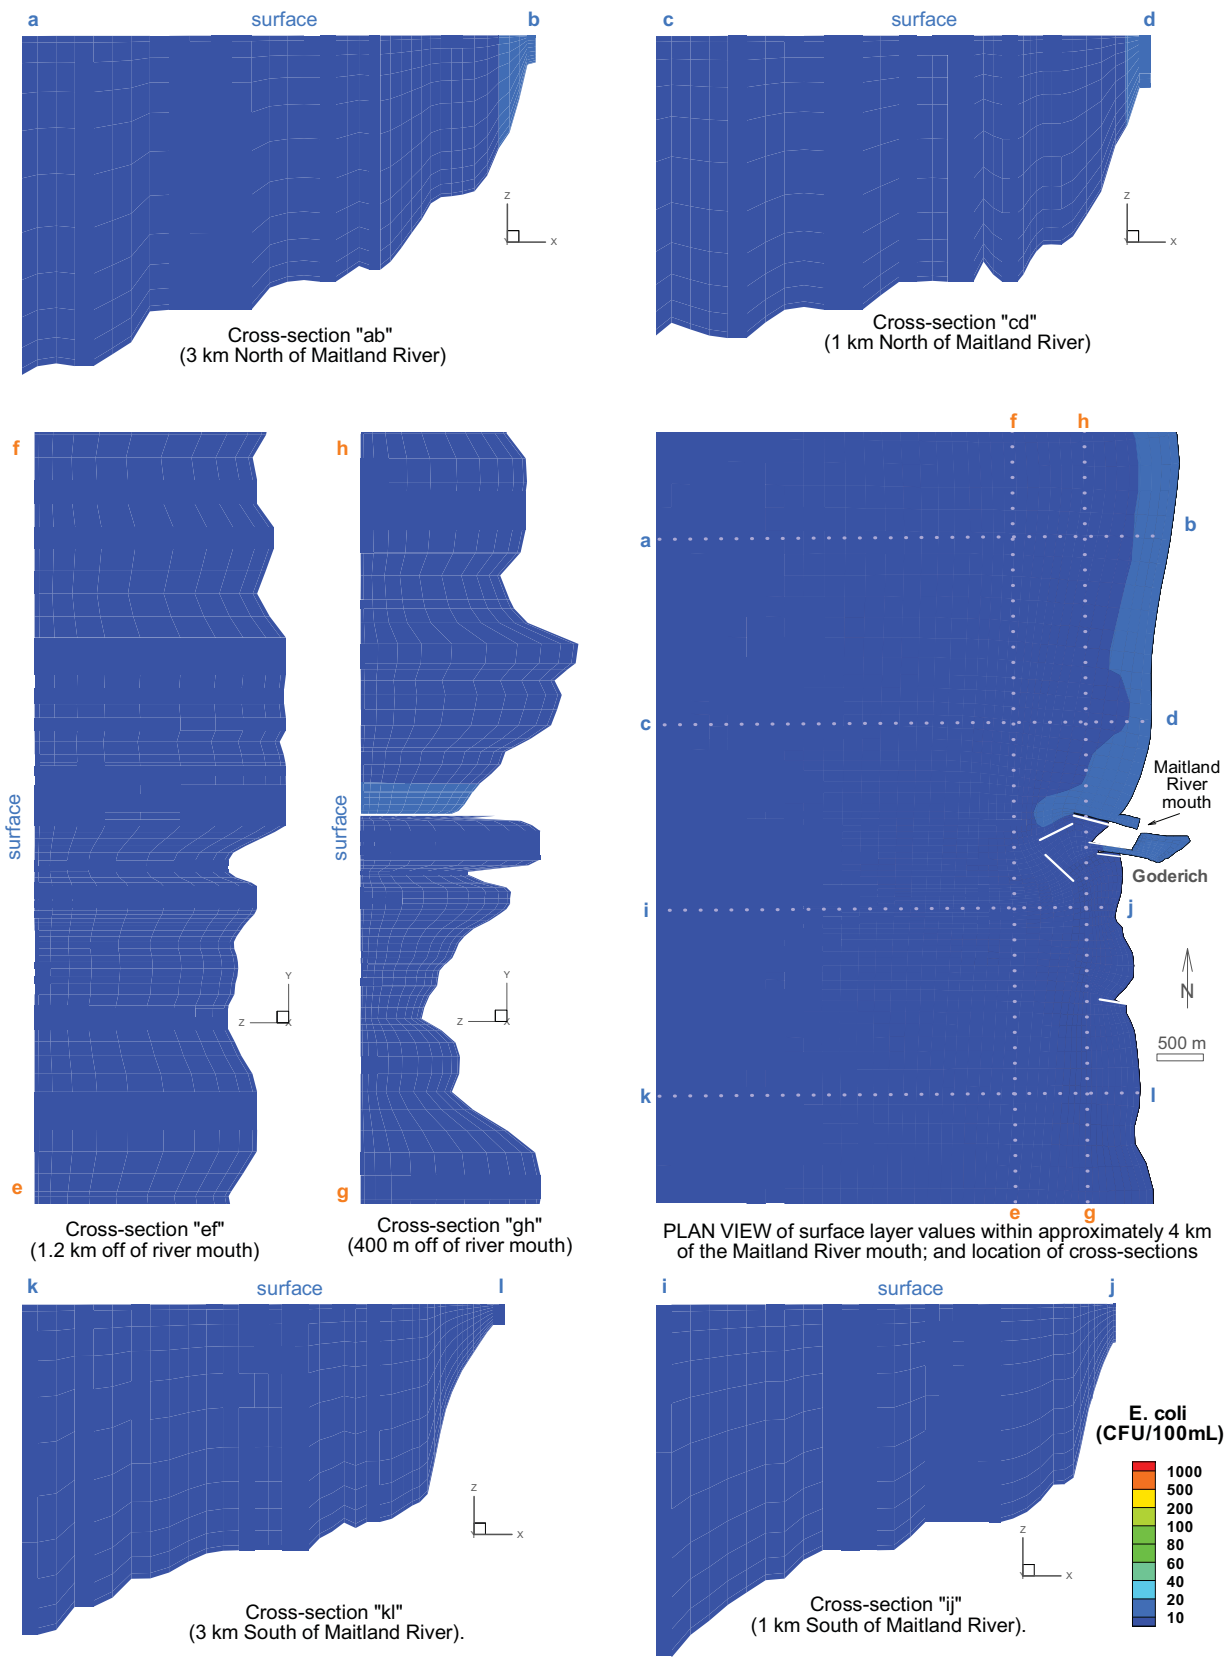 a surface b
c surface d
Z
X
Y
Cross-section "ab"
(3 km North of Maitland River)
Z
X
Y
Cross-section "cd"
(1 km North of Maitland River)
f
surface
e
Y
Z
X
Cross-section "ef"
(1.2 km off of river mouth)
h
surface
g
Y
Z
X
Cross-section "gh"
(400 m off of river mouth)
f h
a b
c d
Maitland
River
mouth
Goderich
i j
N
500 m
k l
e g
PLAN VIEW of surface layer values within approximately 4 km
of the Maitland River mouth; and location of cross-sections
k surface l
Z
X
Y
Cross-section "kl"
(3 km South of Maitland River).
i surface j
Z
X
Y
Cross-section "ij"
(1 km South of Maitland River).
E. coli
(CFU/100mL)
1000
500
200
100
80
60
40
20
10